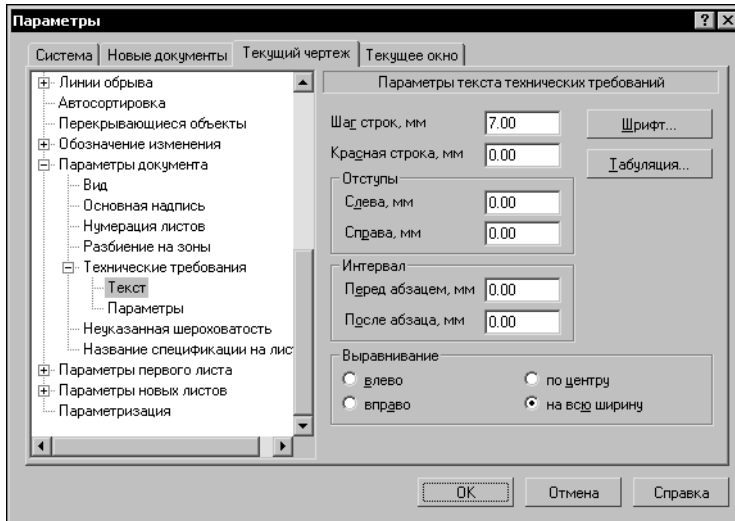 Параметры
Система
Новые документы
Текущий чертеж
Текущее окно
Линии обрыва
Автосортировка
Перекрывающиеся объекты
Обозначение изменения
Параметры документа
Вид
Основная надпись
Нумерация листов
Разбиение на зоны
Технические требования
Текст
Параметры
Неуказанная шероховатость
Название спецификации на лис
Параметры первого листа
Параметры новых листов
Параметризация
Параметры текста технических требований
Шаг строк, мм 7.00
Красная строка, мм 0.00
Шрифт...
Табуляция...
Отступы
Слева, мм 0.00
Справа, мм 0.00
Интервал
Перед абзацем, мм 0.00
После абзаца, мм 0.00
Выравнивание
влево
по центру
вправо
на всю ширину
OK
Отмена
Справка